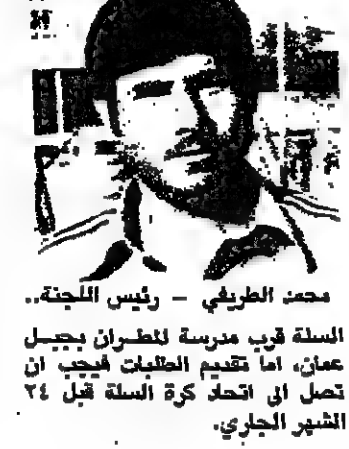 محمد الطريفي – رئيس اللجنة..
السلة قرب مدرسة المطران بجبل
عمان، اما تقديم الطلبات فيجب ان
تصل الى اتحاد كرة السلة قبل ٢٤
الشهر الجاري.